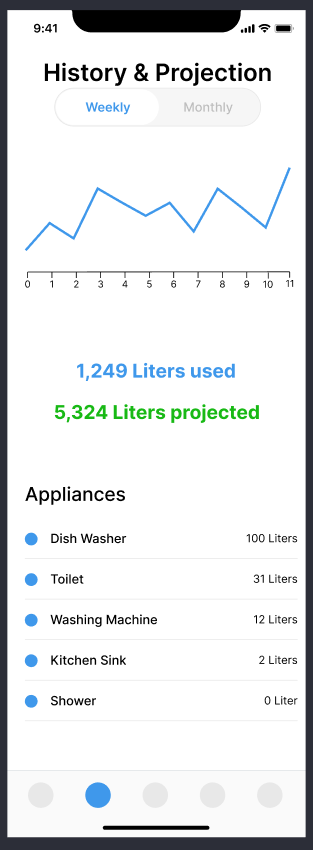 9:41
History & Projection
Weekly Monthly
0 1 2 3 4 5 6 7 8 9 10 11
1,249 Liters used
5,324 Liters projected
Appliances
Dish Washer 100 Liters
Toilet 31 Liters
Washing Machine 12 Liters
Kitchen Sink 2 Liters
Shower 0 Liter